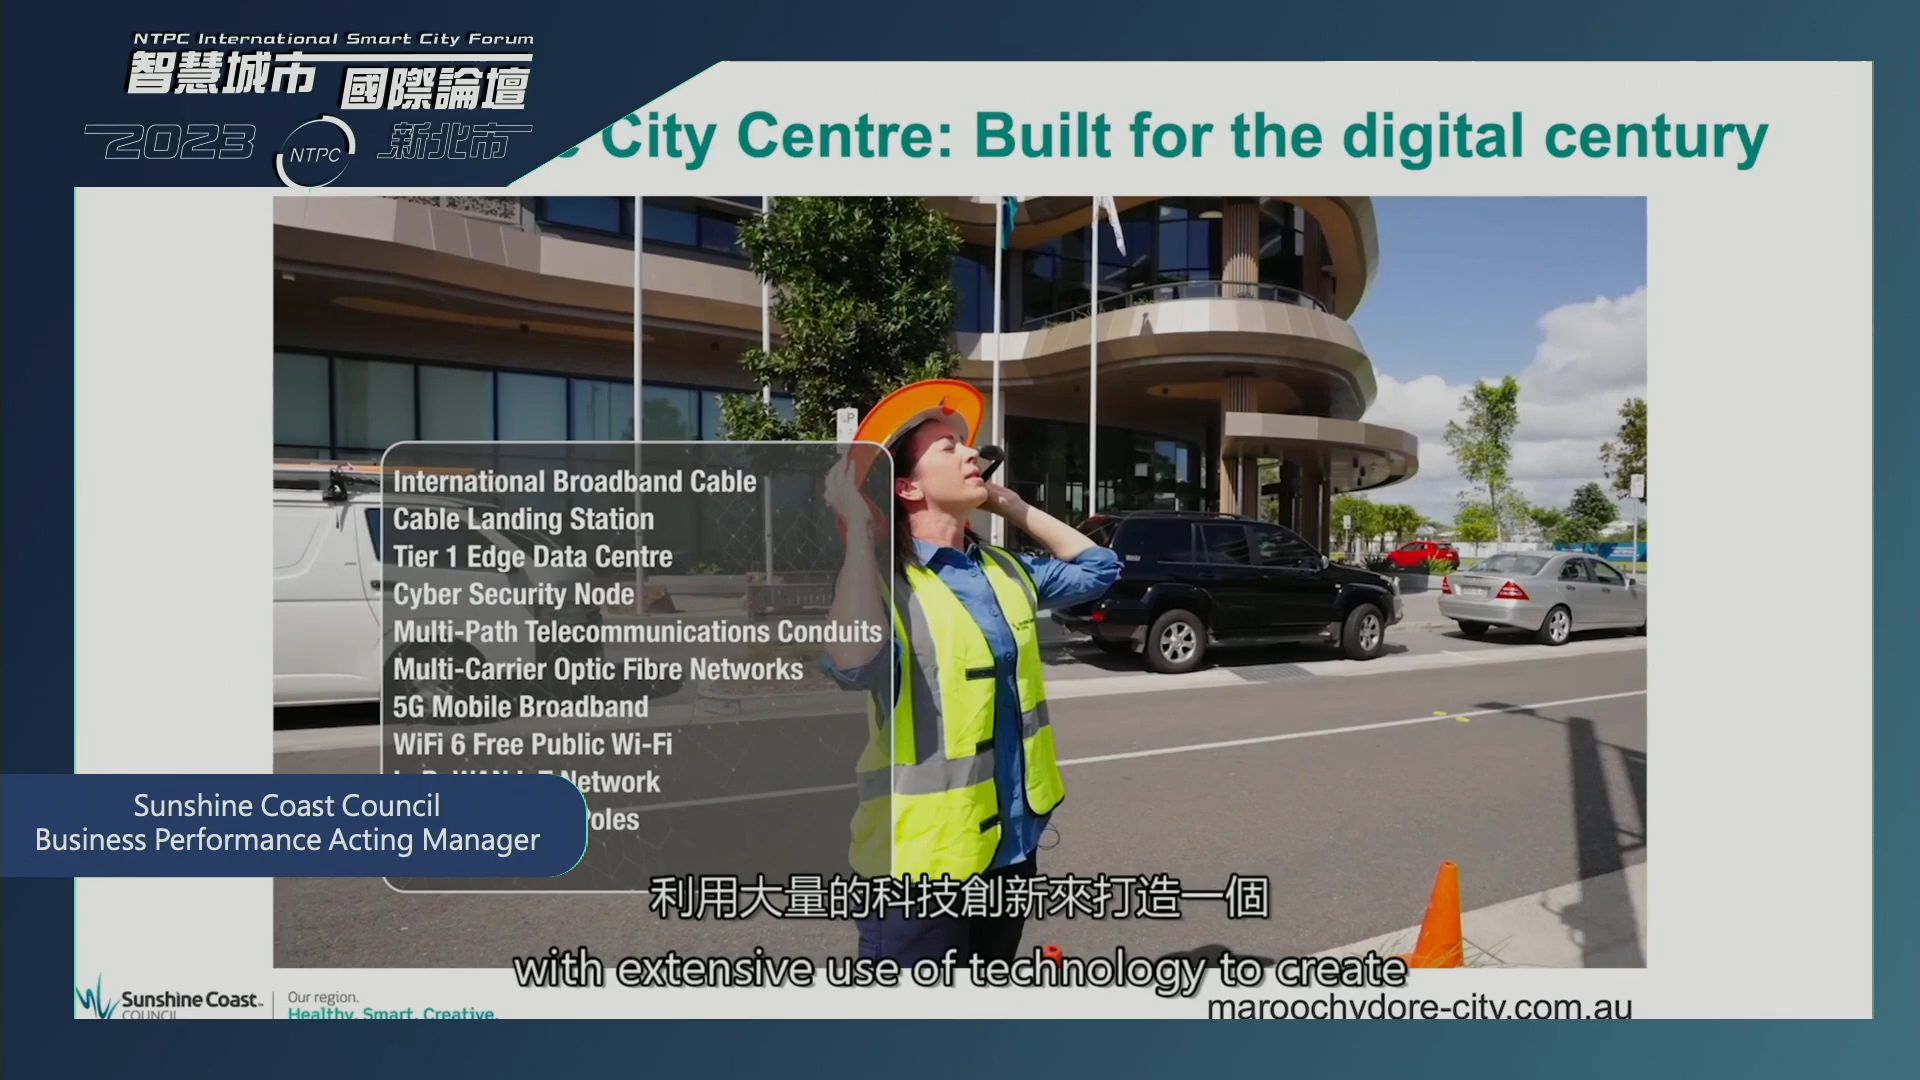 NTPC International Smart City Forum
智慧城市 國際論壇
2023 NTPC 新北市
City Centre: Built for the digital century
International Broadband Cable
Cable Landing Station
Tier 1 Edge Data Centre
Cyber Security Node
Multi-Path Telecommunications Conduits
Multi-Carrier Optic Fibre Networks
5G Mobile Broadband
WiFi 6 Free Public Wi-Fi
Network
Poles
Sunshine Coast Council
Business Performance Acting Manager
利用大量的科技創新來打造一個
with extensive use of technology to create
Sunshine Coast
COUNCIL
Our region.
Healthy. Smart. Creative.
maroochydore-city.com.au